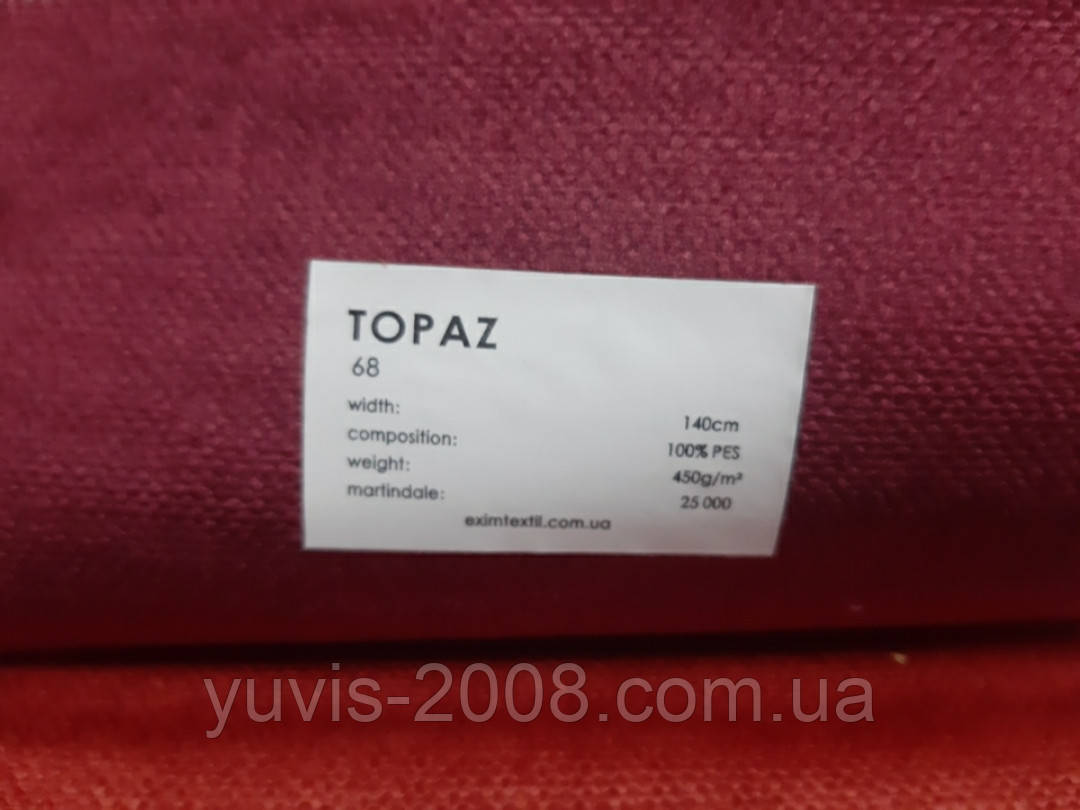 TOPAZ
68
width: 140cm
composition: 100% PES
weight: 450g/m²
martindale: 25 000
eximtextil.com.ua
yuvis-2008.com.ua